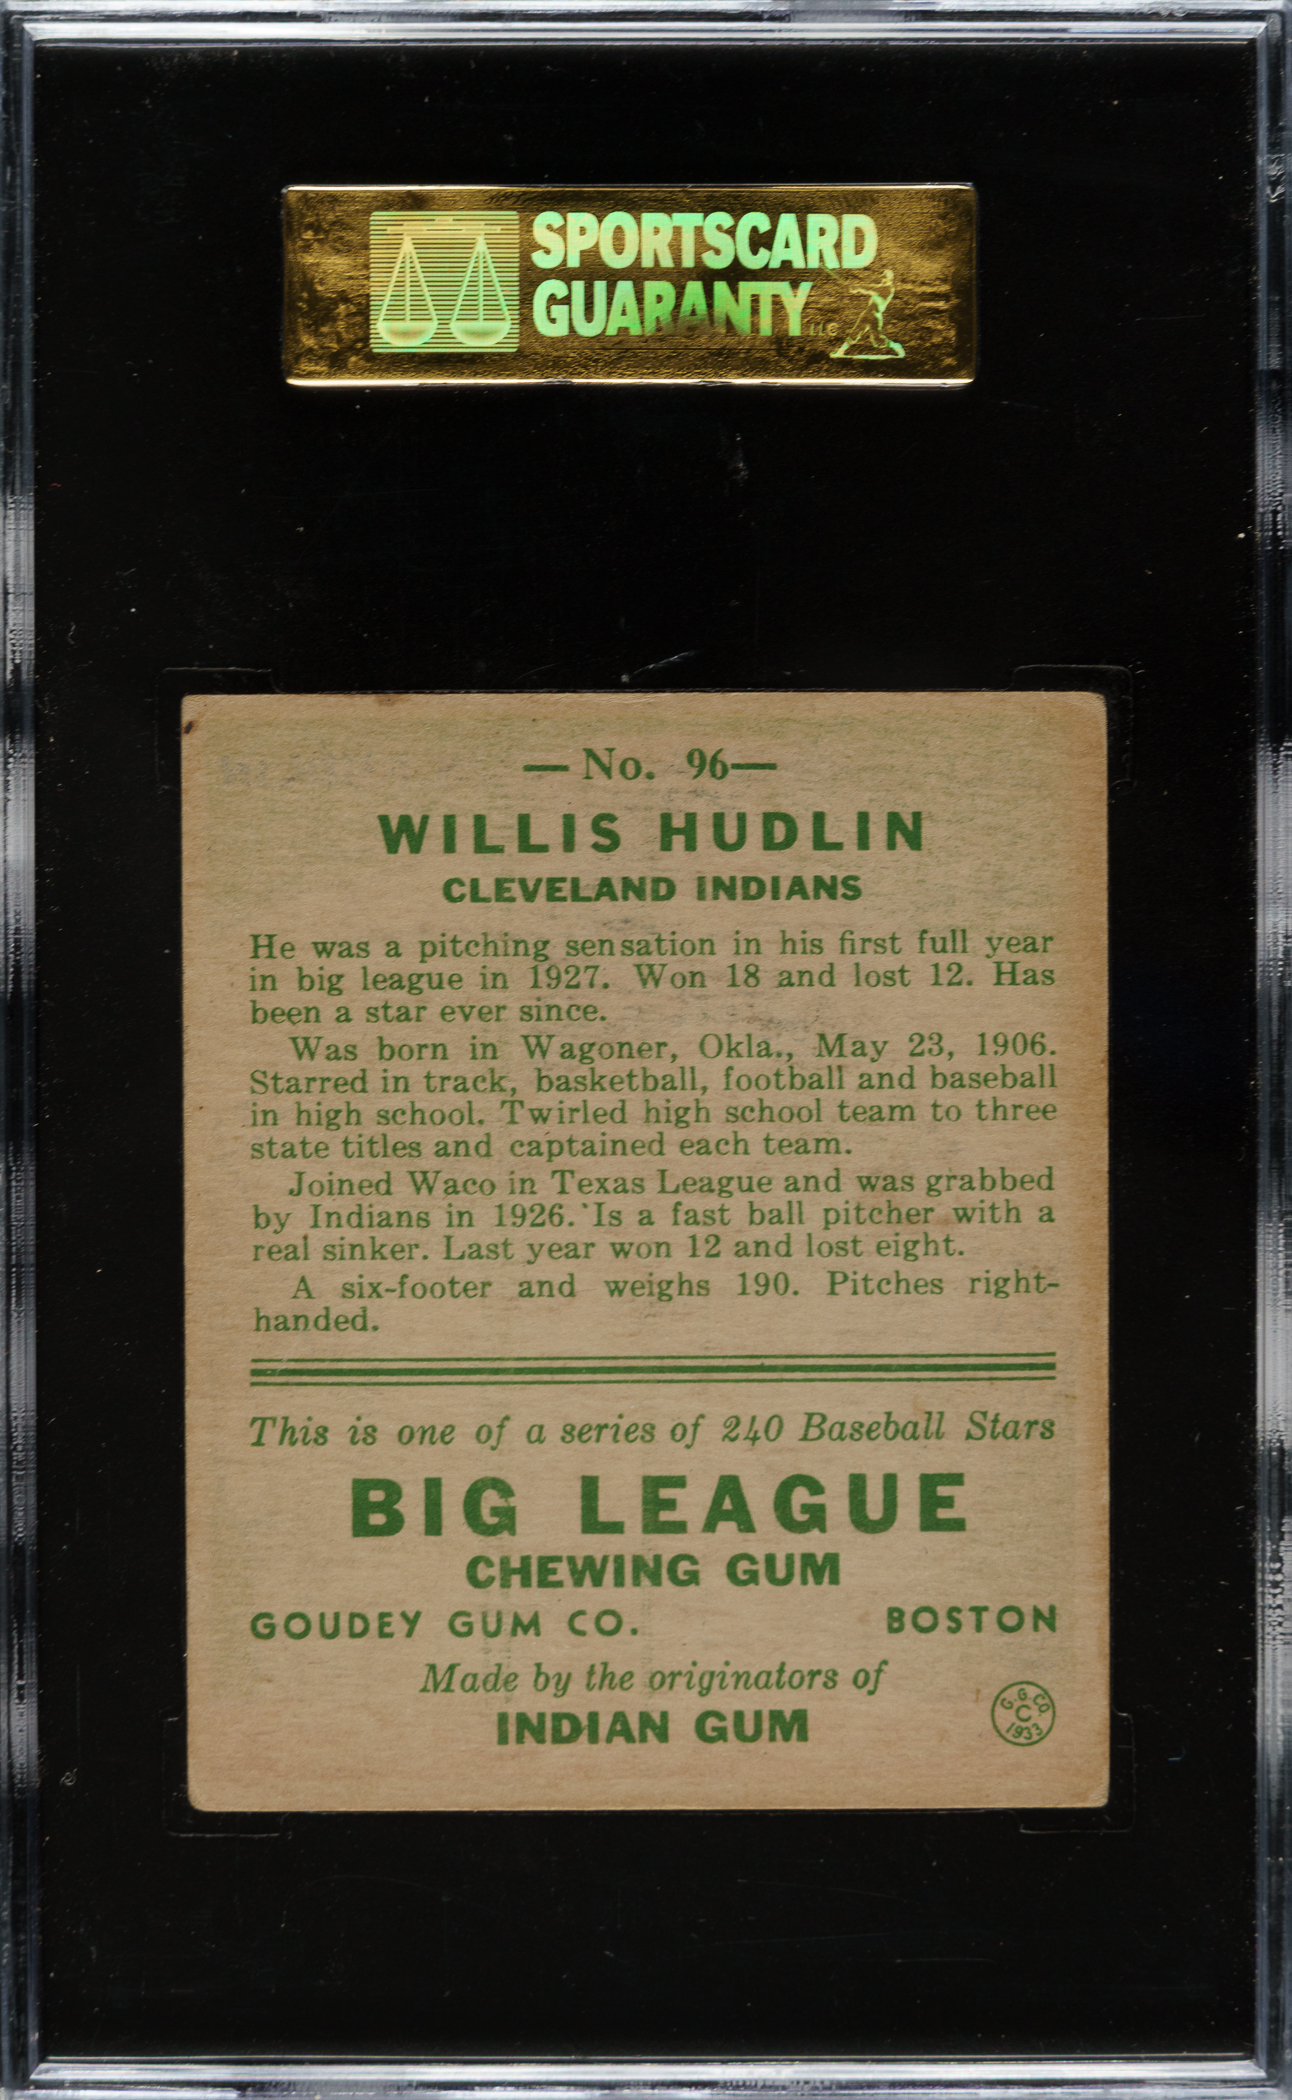 SPORTSCARD
GUARANTY LLC
— No. 96—
WILLIS HUDLIN
CLEVELAND INDIANS
He was a pitching sensation in his first full year
in big league in 1927. Won 18 and lost 12. Has
been a star ever since.
Was born in Wagoner, Okla., May 23, 1906.
Starred in track, basketball, football and baseball
in high school. Twirled high school team to three
state titles and captained each team.
Joined Waco in Texas League and was grabbed
by Indians in 1926. Is a fast ball pitcher with a
real sinker. Last year won 12 and lost eight.
A six-footer and weighs 190. Pitches right-
handed.
This is one of a series of 240 Baseball Stars
BIG LEAGUE
CHEWING GUM
GOUDEY GUM CO. BOSTON
Made by the originators of
INDIAN GUM
G. G. CO.
C
1933